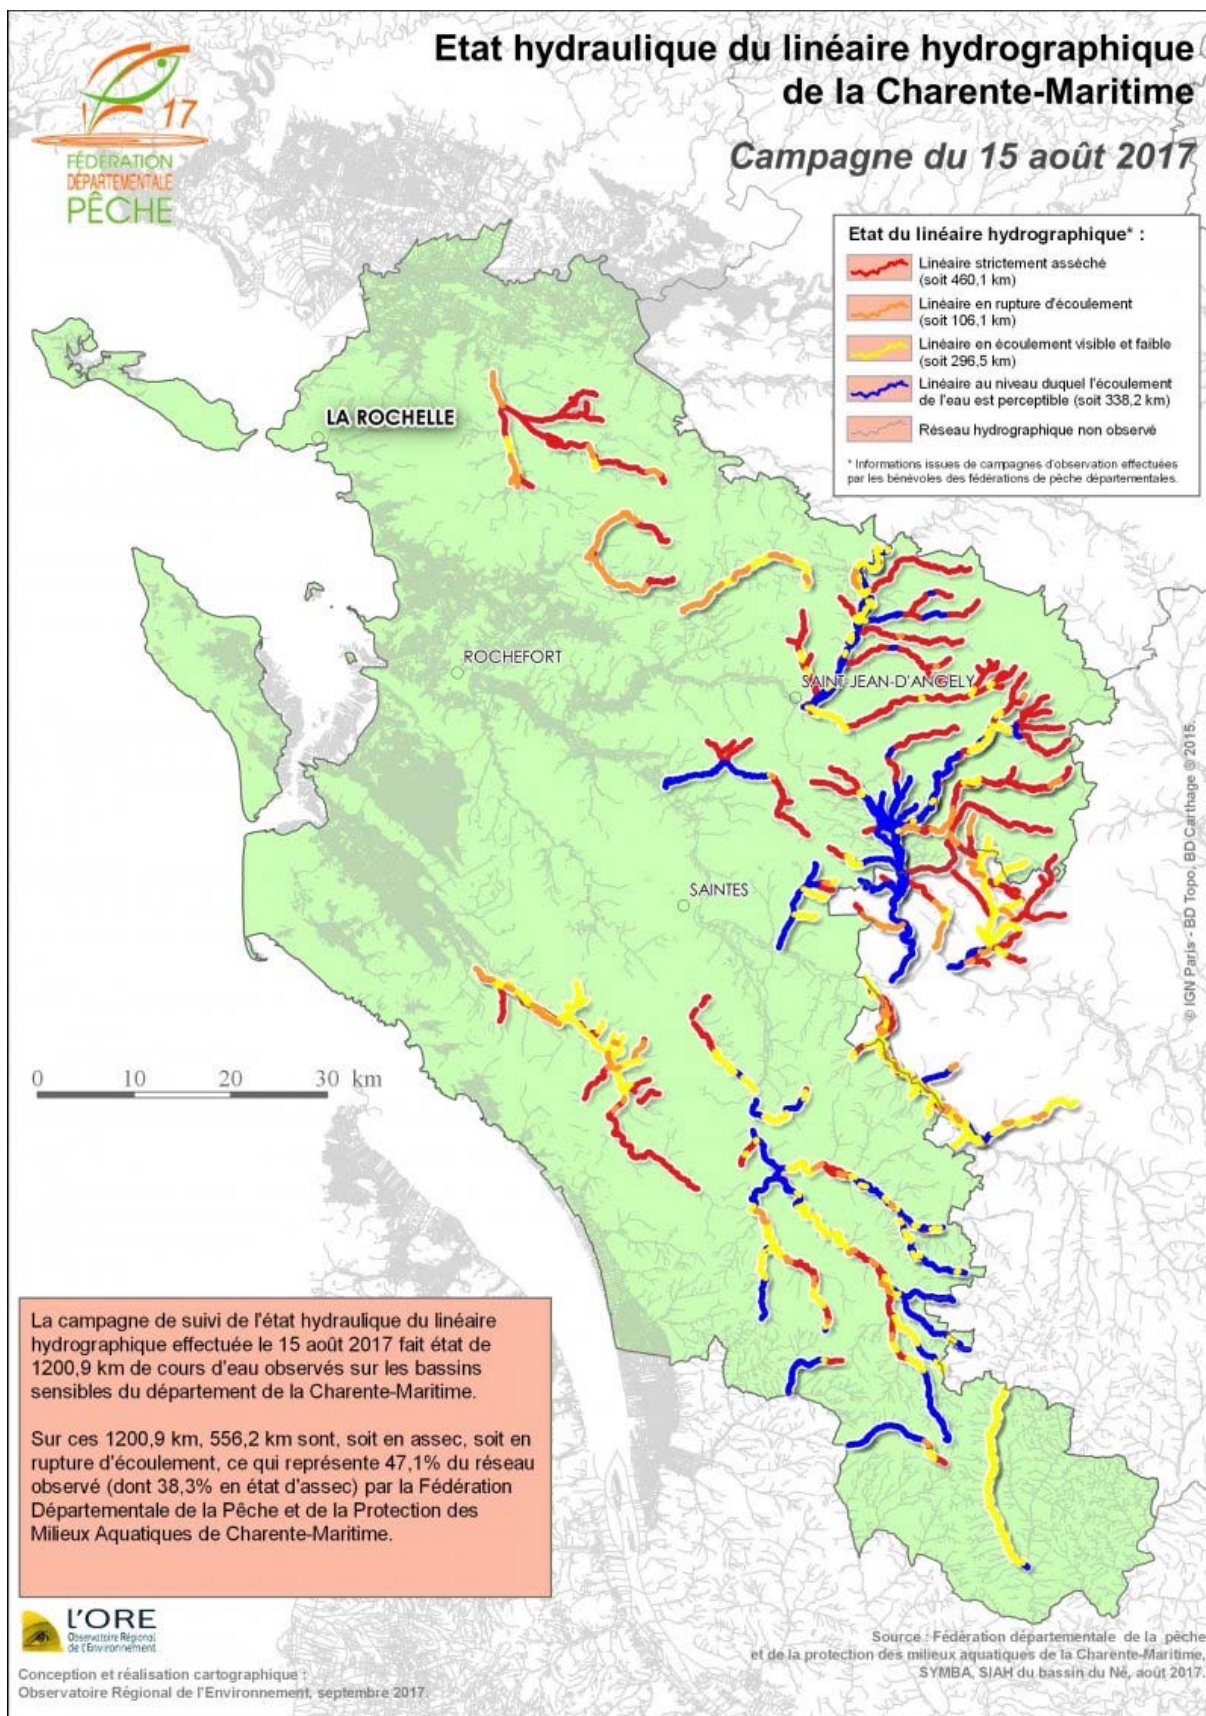 Etat hydraulique du linéaire hydrographique
de la Charente-Maritime
Campagne du 15 août 2017
17
FÉDÉRATION
DÉPARTEMENTALE
PÊCHE
Etat du linéaire hydrographique* :
Linéaire strictement asséché
(soit 460,1 km)
Linéaire en rupture d'écoulement
(soit 106,1 km)
Linéaire en écoulement visible et faible
(soit 296,5 km)
Linéaire au niveau duquel l'écoulement
de l'eau est perceptible (soit 338,2 km)
Réseau hydrographique non observé
* Informations issues de campagnes d'observation effectuées
par les bénévoles des fédérations de pêche départementales.
LA ROCHELLE
ROCHEFORT
SAINT-JEAN-D'ANGELY
SAINTES
© IGN Paris - BD Topo, BD Carthage © 2015.
0 10 20 30 km
La campagne de suivi de l'état hydraulique du linéaire
hydrographique effectuée le 15 août 2017 fait état de
1200,9 km de cours d'eau observés sur les bassins
sensibles du département de la Charente-Maritime.
Sur ces 1200,9 km, 556,2 km sont, soit en assec, soit en
rupture d'écoulement, ce qui représente 47,1% du réseau
observé (dont 38,3% en état d'assec) par la Fédération
Départementale de la Pêche et de la Protection des
Milieux Aquatiques de Charente-Maritime.
L'ORE
Observatoire Régional
de l'Environnement
Conception et réalisation cartographique :
Observatoire Régional de l'Environnement, septembre 2017.
Source : Fédération départementale de la pêche
et de la protection des milieux aquatiques de la Charente-Maritime,
SYMBA, SIAH du bassin du Né, août 2017.